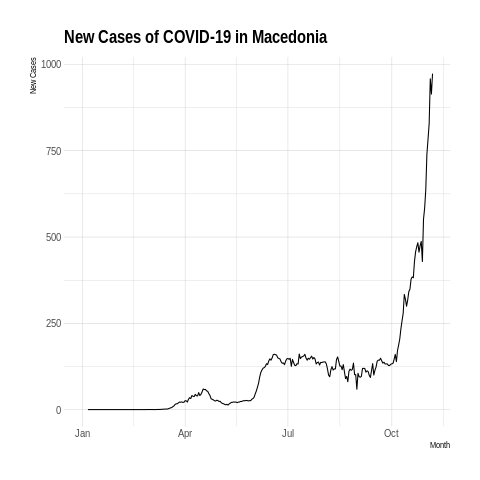 New Cases of COVID-19 in Macedonia
New Cases
1000
750
500
250
0
Jan Apr Jul Oct
Month